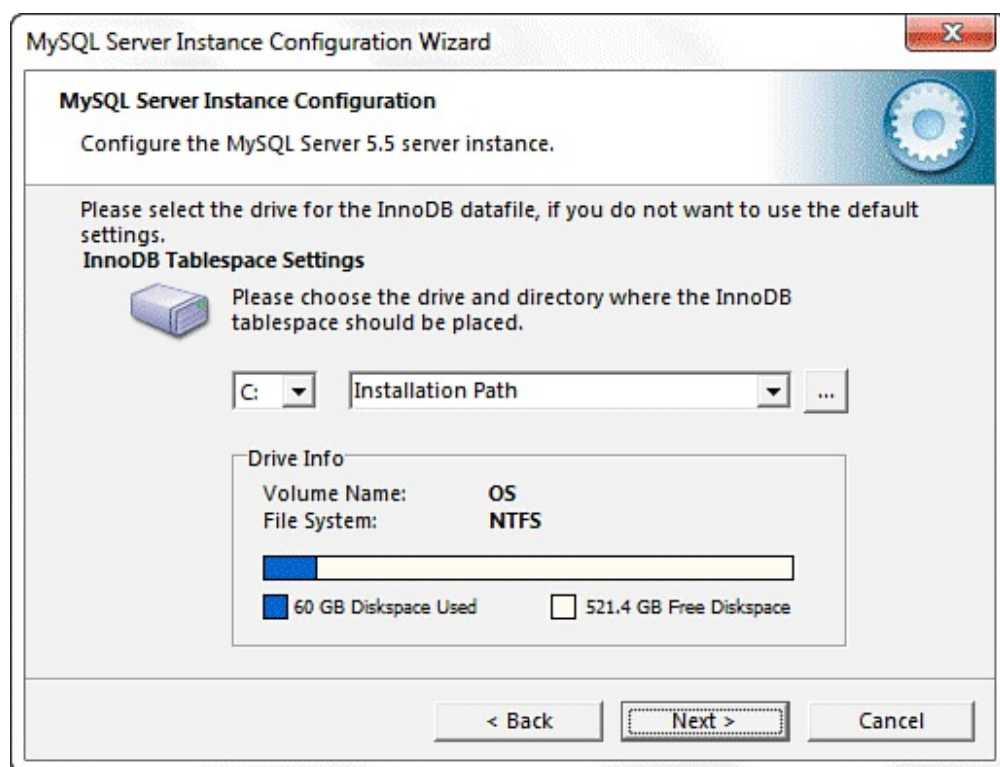 MySQL Server Instance Configuration Wizard
MySQL Server Instance Configuration
Configure the MySQL Server 5.5 server instance.
Please select the drive for the InnoDB datafile, if you do not want to use the default
settings.
InnoDB Tablespace Settings
Please choose the drive and directory where the InnoDB
tablespace should be placed.
C: Installation Path ...
Drive Info
Volume Name: OS
File System: NTFS
60 GB Diskspace Used 521.4 GB Free Diskspace
< Back Next > Cancel